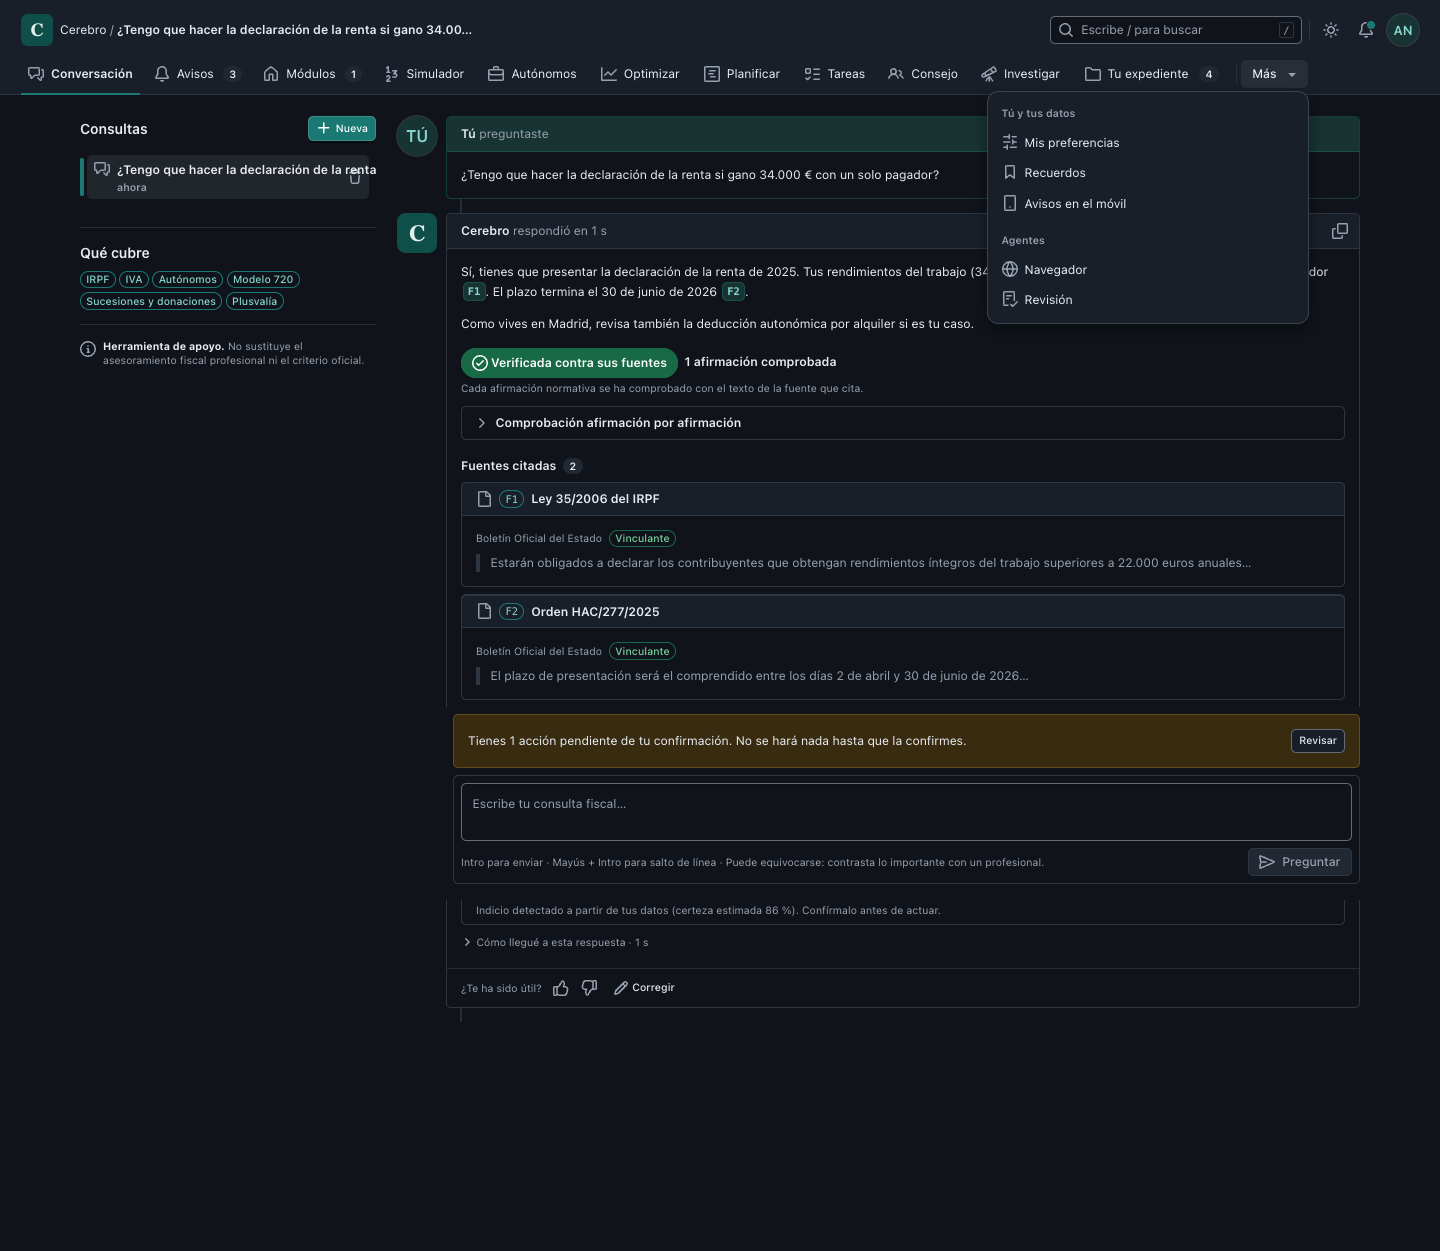 C Cerebro / ¿Tengo que hacer la declaración de la renta si gano 34.00...
Escribe / para buscar /
AN
Conversación Avisos 3 Módulos 1 Simulador Autónomos Optimizar Planificar Tareas Consejo Investigar Tu expediente 4 Más
Tú y tus datos
Mis preferencias
Recuerdos
Avisos en el móvil
Agentes
Navegador
Revisión
Consultas
Nueva
¿Tengo que hacer la declaración de la renta
ahora
Qué cubre
IRPF IVA Autónomos Modelo 720
Sucesiones y donaciones Plusvalía
Herramienta de apoyo. No sustituye el
asesoramiento fiscal profesional ni el criterio oficial.
TÚ
Tú preguntaste
¿Tengo que hacer la declaración de la renta si gano 34.000 € con un solo pagador?
C
Cerebro respondió en 1 s
Sí, tienes que presentar la declaración de la renta de 2025. Tus rendimientos del trabajo (34 dor
F1. El plazo termina el 30 de junio de 2026 F2.
Como vives en Madrid, revisa también la deducción autonómica por alquiler si es tu caso.
Verificada contra sus fuentes 1 afirmación comprobada
Cada afirmación normativa se ha comprobado con el texto de la fuente que cita.
Comprobación afirmación por afirmación
Fuentes citadas 2
F1 Ley 35/2006 del IRPF
Boletín Oficial del Estado Vinculante
Estarán obligados a declarar los contribuyentes que obtengan rendimientos íntegros del trabajo superiores a 22.000 euros anuales...
F2 Orden HAC/277/2025
Boletín Oficial del Estado Vinculante
El plazo de presentación será el comprendido entre los días 2 de abril y 30 de junio de 2026...
Tienes 1 acción pendiente de tu confirmación. No se hará nada hasta que la confirmes.
Revisar
Escribe tu consulta fiscal...
Intro para enviar · Mayús + Intro para salto de línea · Puede equivocarse: contrasta lo importante con un profesional.
Preguntar
Indicio detectado a partir de tus datos (certeza estimada 86 %). Confírmalo antes de actuar.
Cómo llegué a esta respuesta · 1 s
¿Te ha sido útil? Corregir